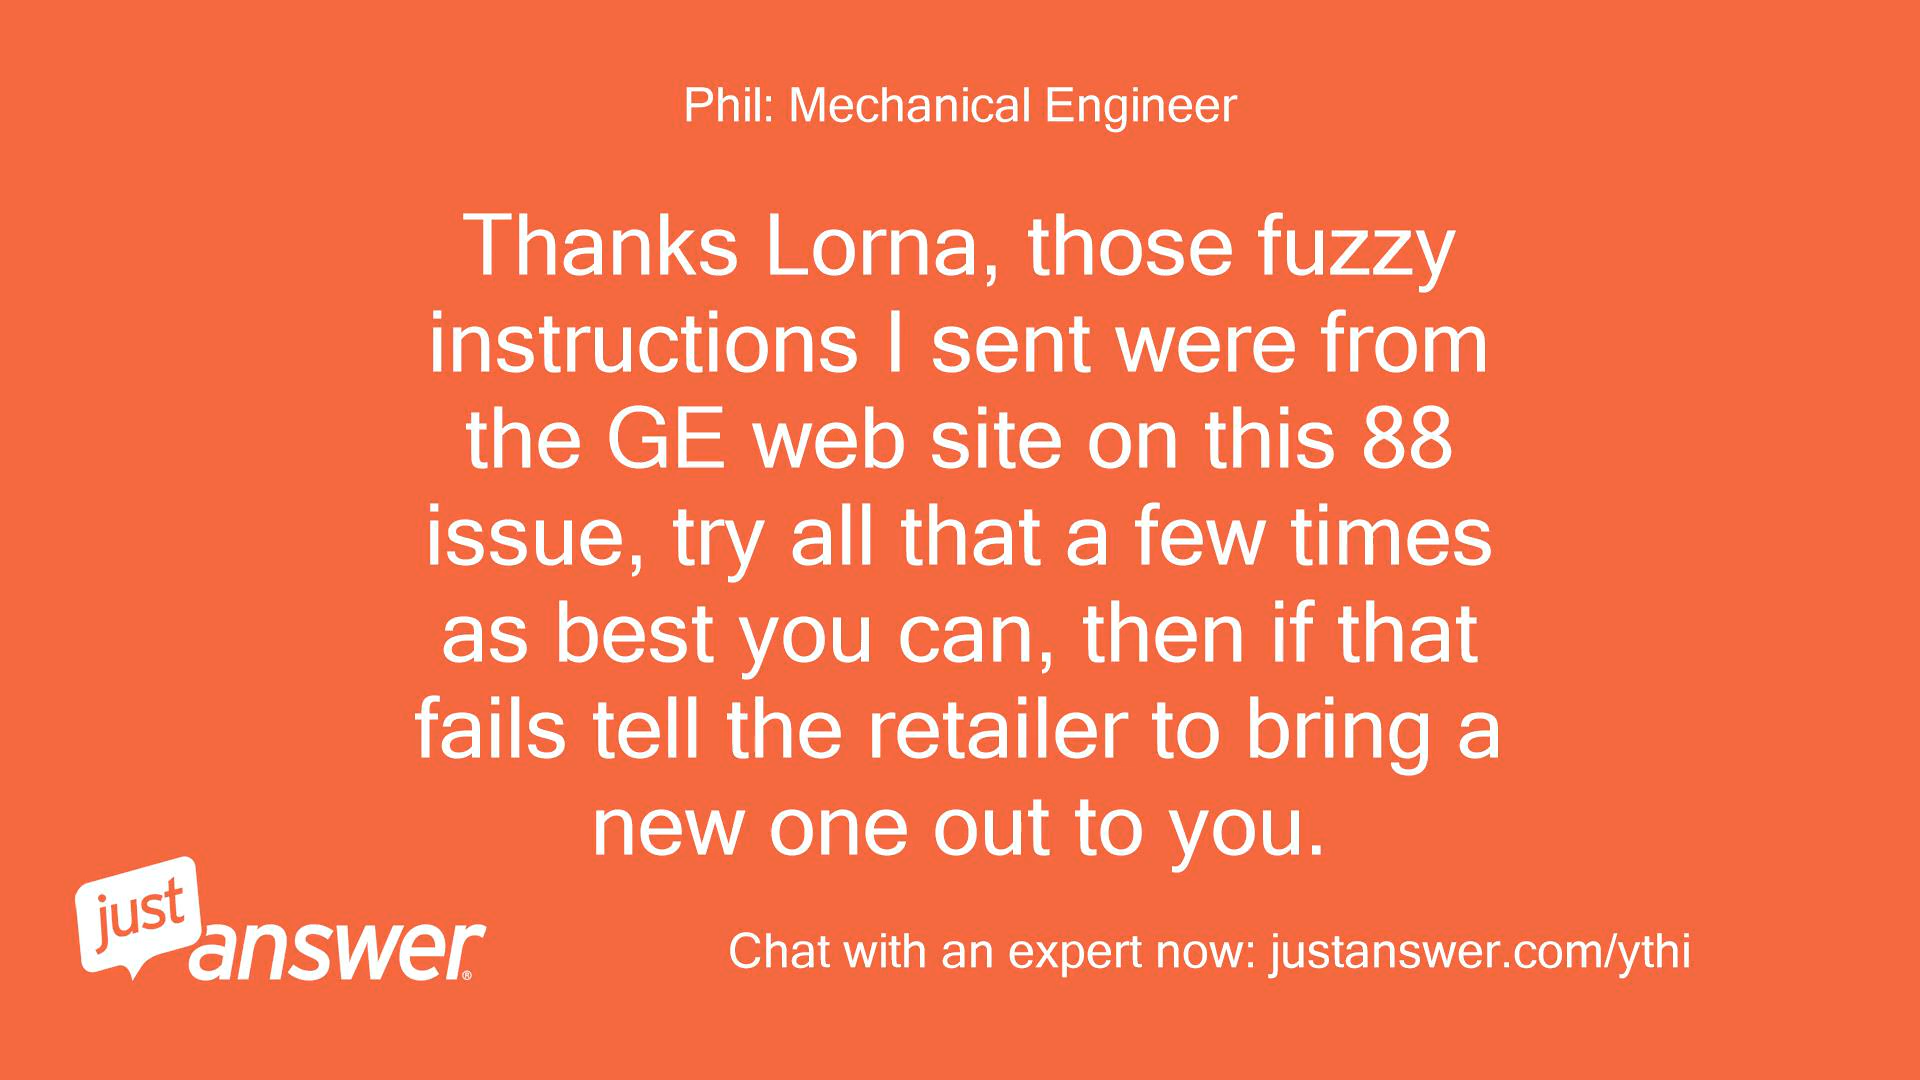 Phil: Mechanical Engineer
Thanks Lorna, those fuzzy
instructions I sent were from
the GE web site on this 88
issue, try all that a few times
as best you can, then if that
fails tell the retailer to bring a
new one out to you.
just
answer®
Chat with an expert now: justanswer.com/ythi